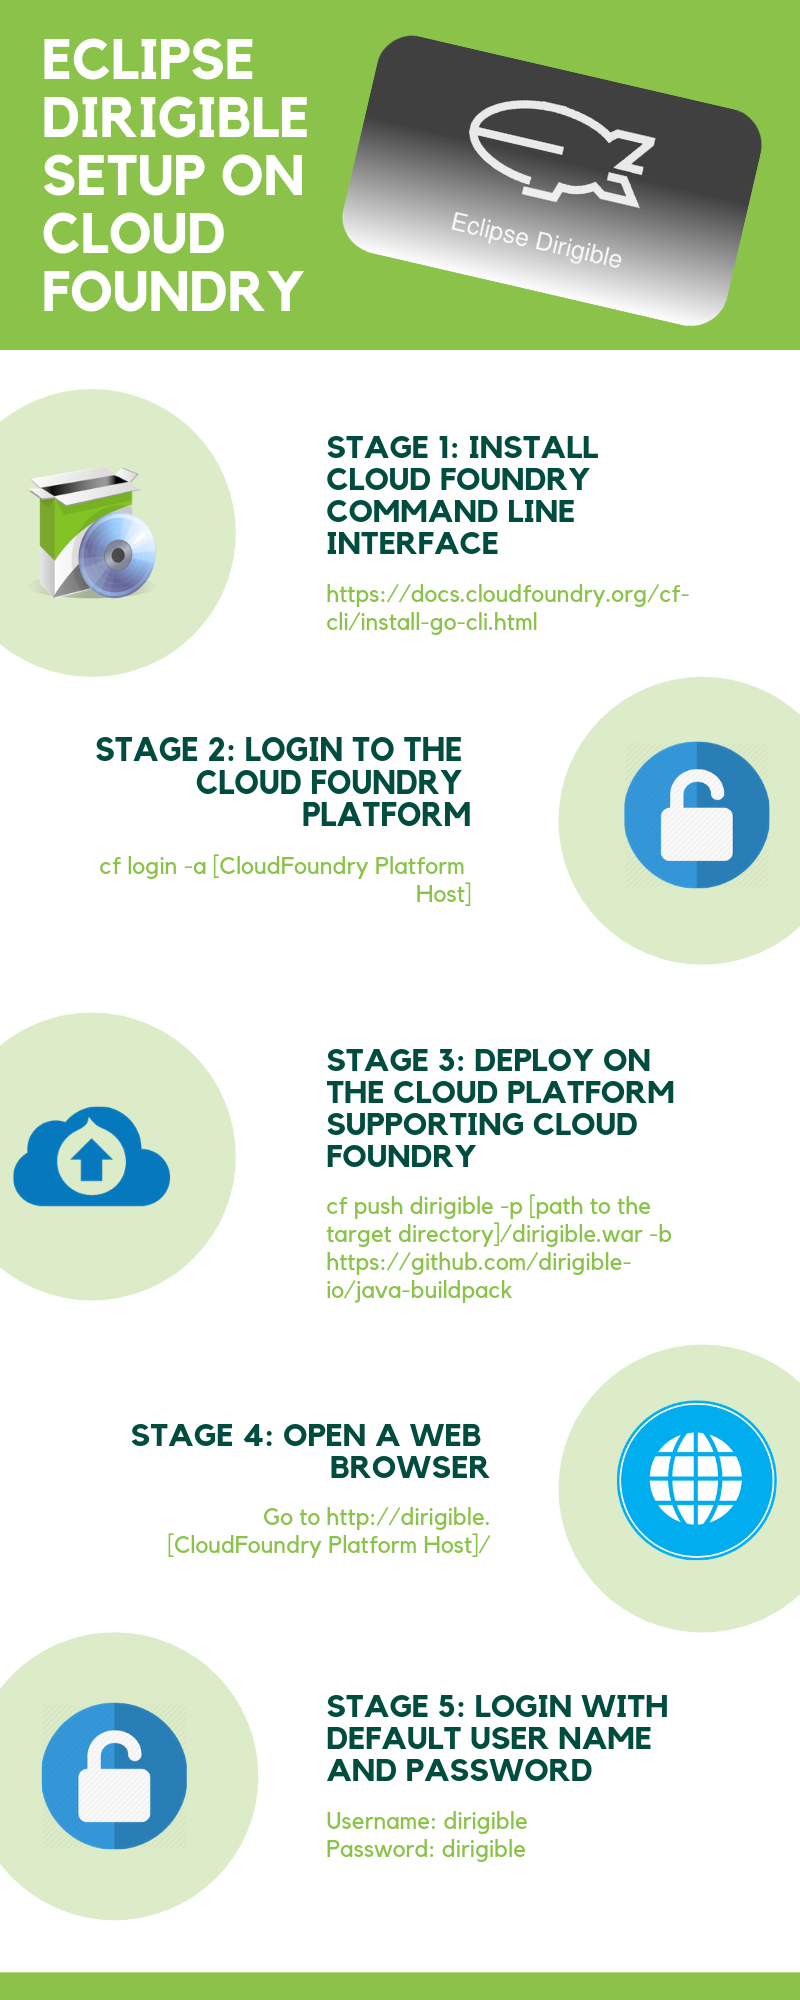 ECLIPSE
DIRIGIBLE
SETUP ON
CLOUD
FOUNDRY
Eclipse Dirigible
STAGE 1: INSTALL
CLOUD FOUNDRY
COMMAND LINE
INTERFACE
https://docs.cloudfoundry.org/cf-
cli/install-go-cli.html
STAGE 2: LOGIN TO THE
CLOUD FOUNDRY
PLATFORM
cf login -a [CloudFoundry Platform
Host]
STAGE 3: DEPLOY ON
THE CLOUD PLATFORM
SUPPORTING CLOUD
FOUNDRY
cf push dirigible -p [path to the
target directory]/dirigible.war -b
https://github.com/dirigible-
io/java-buildpack
STAGE 4: OPEN A WEB
BROWSER
Go to http://dirigible.
[CloudFoundry Platform Host]/
STAGE 5: LOGIN WITH
DEFAULT USER NAME
AND PASSWORD
Username: dirigible
Password: dirigible